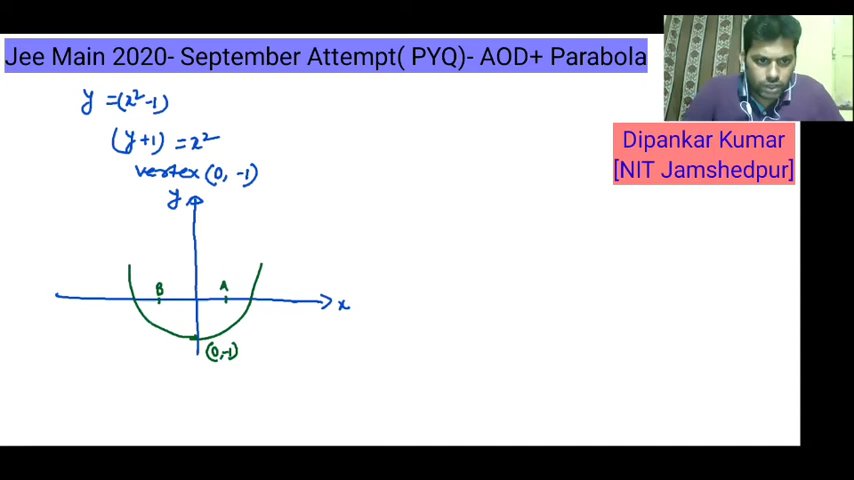 Jee Main 2020- September Attempt( PYQ)- AOD+ Parabola
y = (x²-1)
(y+1) = x²
vertex (0, -1)
Dipankar Kumar
[NIT Jamshedpur]
y
B
A
x
(0,-1)